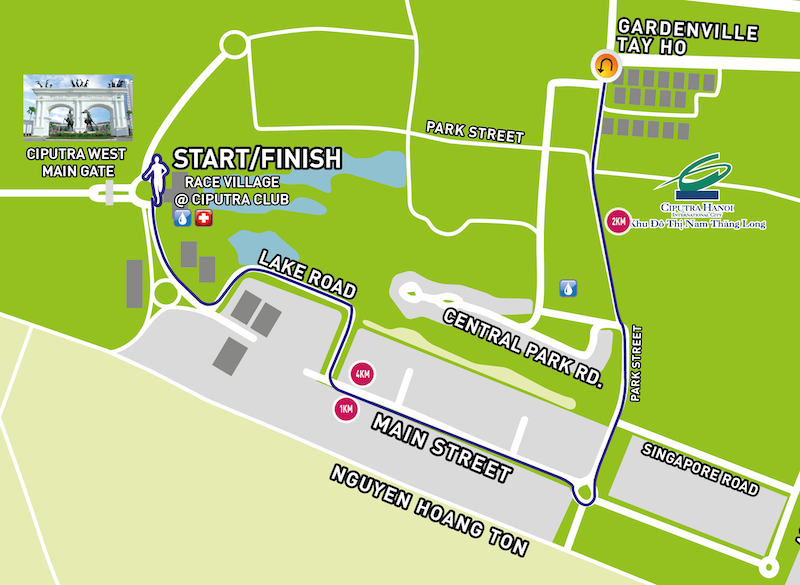 GARDENVILLE
TAY HO
PARK STREET
CIPUTRA WEST
MAIN GATE
START/FINISH
RACE VILLAGE
@ CIPUTRA CLUB
CIPUTRA HANOI
INTERNATIONAL CITY
Khu Đô Thị Nam Thăng Long
2KM
LAKE ROAD
CENTRAL PARK RD.
PARK STREET
4KM
1KM
MAIN STREET
SINGAPORE ROAD
NGUYEN HOANG TON